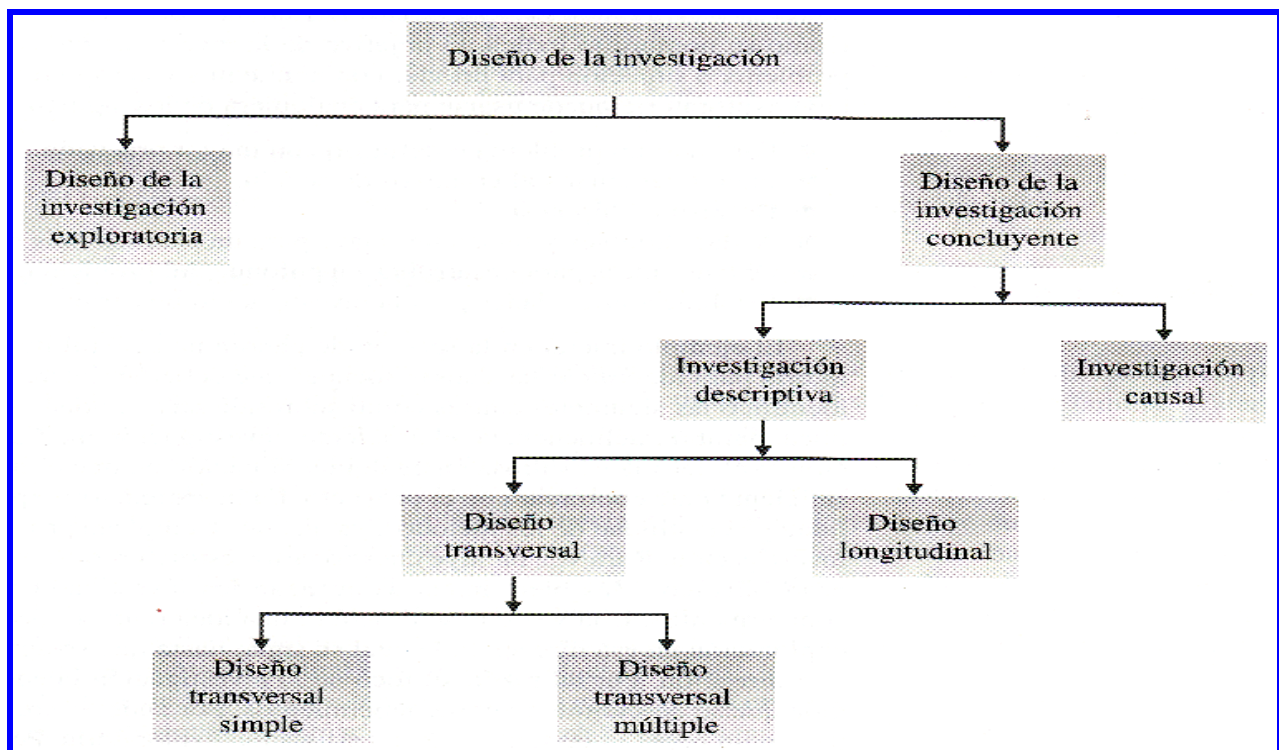 Diseño de la investigación
Diseño de la
investigación
exploratoria
Diseño de la
investigación
concluyente
Investigación
descriptiva
Investigación
causal
Diseño
transversal
Diseño
longitudinal
Diseño
transversal
simple
Diseño
transversal
múltiple